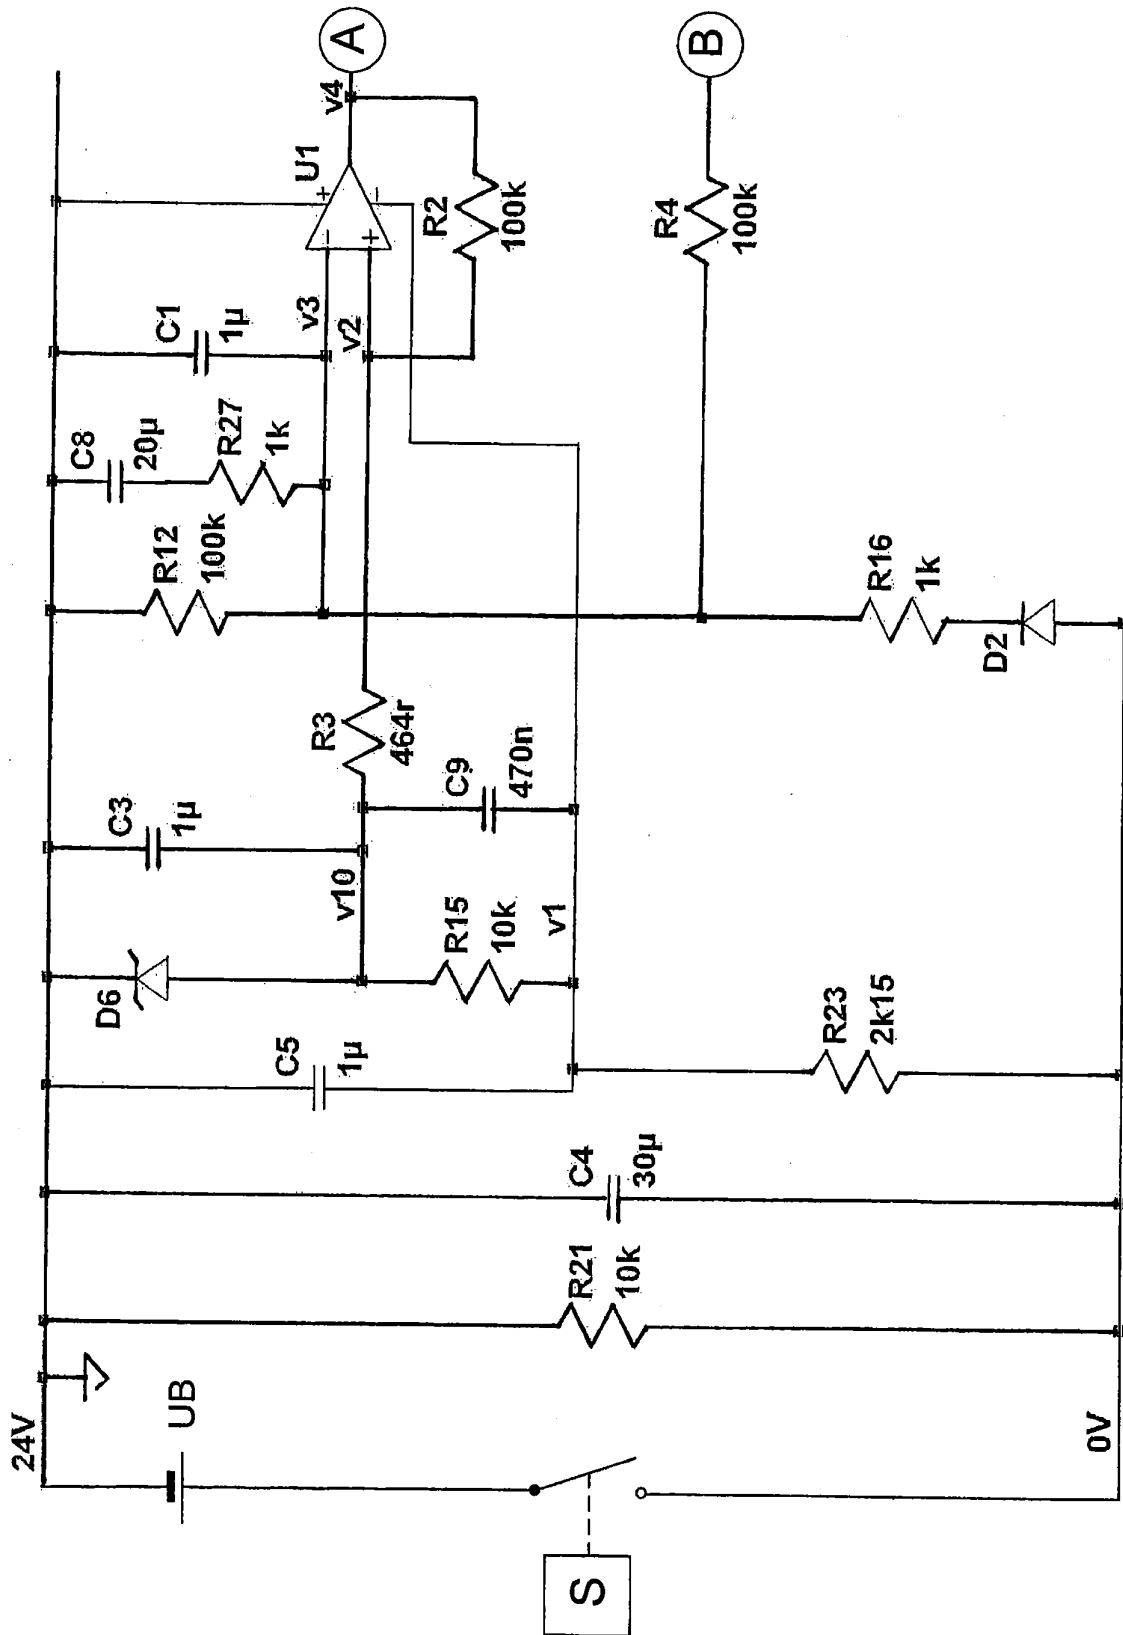 24V
UB
S
0V
R21
10k
C4
30µ
C5
1µ
R23
2k15
D6
v10
R15
10k
v1
C3
1µ
C9
470n
R3
464r
R12
100k
C8
20µ
R27
1k
R16
1k
D2
C1
1µ
v3
v2
U1
+
−
−
+
v4
R2
100k
R4
100k
A
B